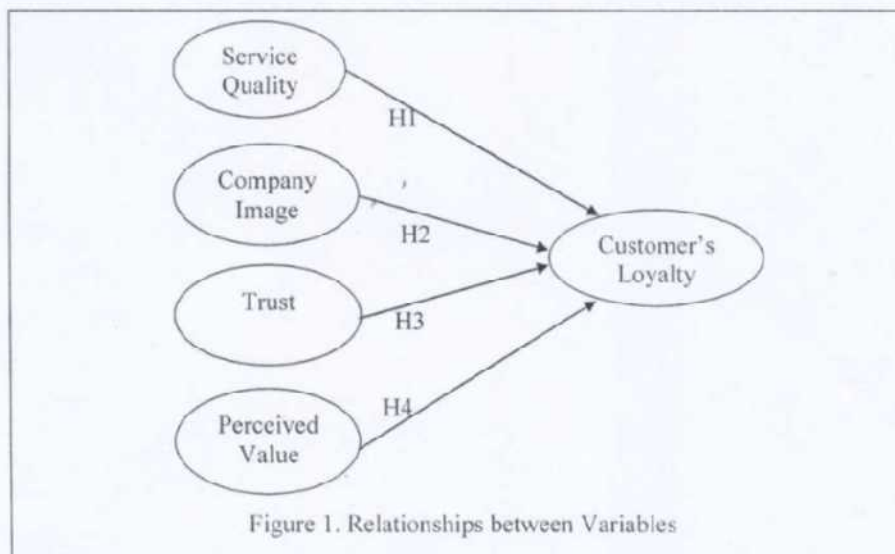 Service
Quality
H1
Company
Image
H2
Customer's
Loyalty
Trust
H3
H4
Perceived
Value
Figure 1. Relationships between Variables